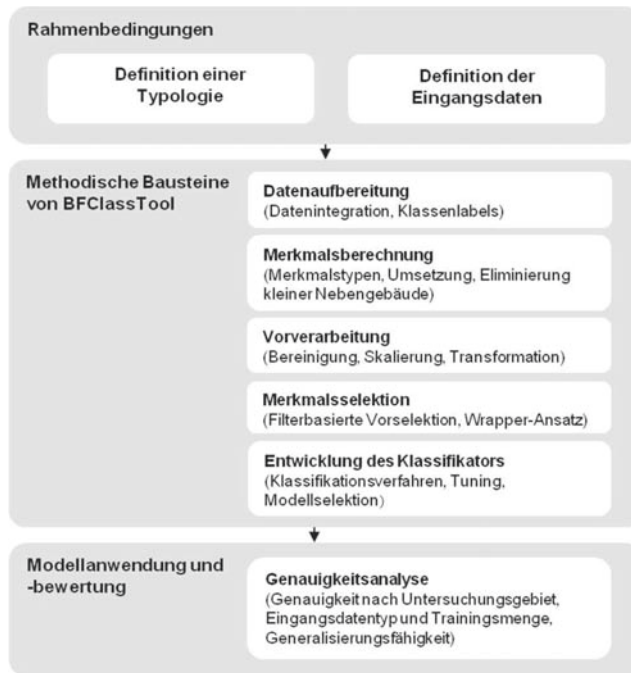 Rahmenbedingungen
Definition einer
Typologie
Definition der
Eingangsdaten
Methodische Bausteine
von BFClassTool
Datenaufbereitung
(Datenintegration, Klassenlabels)
Merkmalsberechnung
(Merkmalstypen, Umsetzung, Eliminierung
kleiner Nebengebäude)
Vorverarbeitung
(Bereinigung, Skalierung, Transformation)
Merkmalsselektion
(Filterbasierte Vorselektion, Wrapper-Ansatz)
Entwicklung des Klassifikators
(Klassifikationsverfahren, Tuning,
Modellselektion)
Modellanwendung und
-bewertung
Genauigkeitsanalyse
(Genauigkeit nach Untersuchungsgebiet,
Eingangsdatentyp und Trainingsmenge,
Generalisierungsfähigkeit)